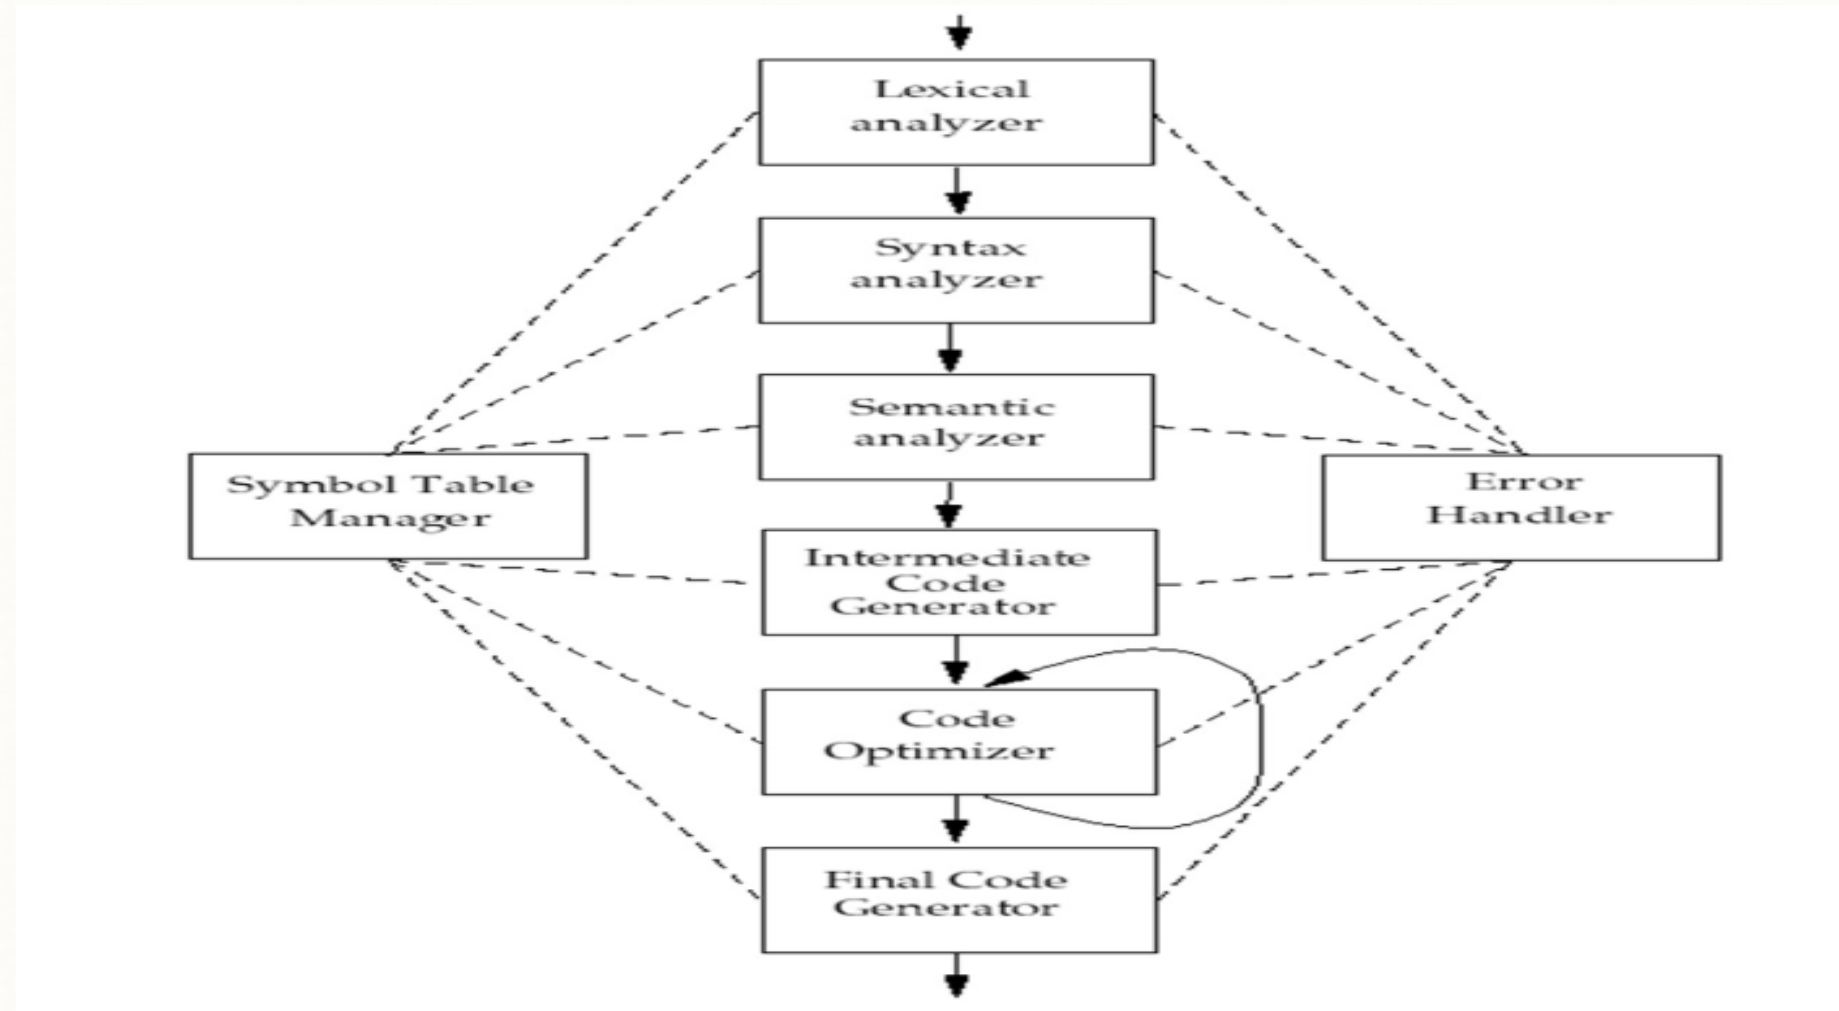 Lexical
analyzer
Syntax
analyzer
Semantic
analyzer
Symbol Table
Manager
Error
Handler
Intermediate
Code
Generator
Code
Optimizer
Final Code
Generator